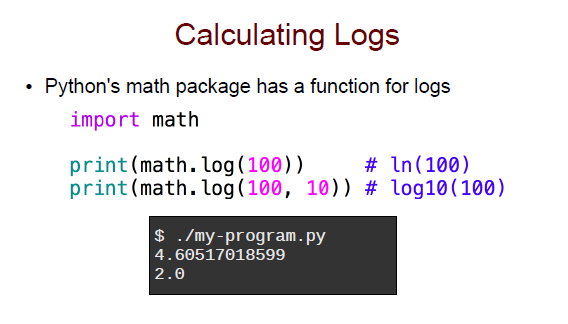 Calculating Logs
• Python's math package has a function for logs
import math
print(math.log(100)) # ln(100)
print(math.log(100, 10)) # log10(100)
$ ./my-program.py
4.60517018599
2.0